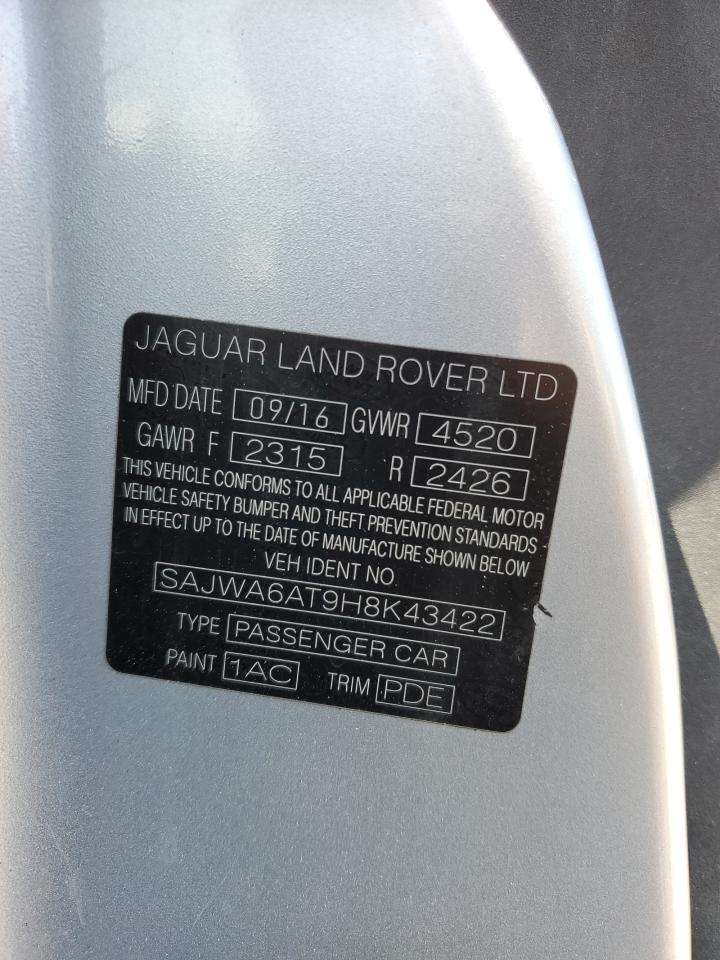 JAGUAR LAND ROVER LTD
MFD DATE 09/16 GVWR 4520
GAWR F 2315 R 2426
THIS VEHICLE CONFORMS TO ALL APPLICABLE FEDERAL MOTOR
VEHICLE SAFETY BUMPER AND THEFT PREVENTION STANDARDS
IN EFFECT UP TO THE DATE OF MANUFACTURE SHOWN BELOW
VEH IDENT NO.
SAJWA6AT9H8K43422
TYPE PASSENGER CAR
PAINT 1AC TRIM PDE